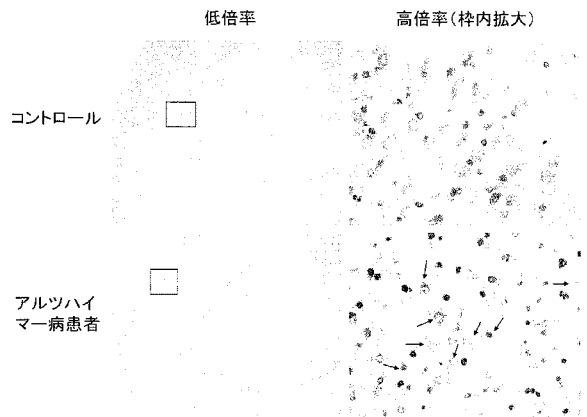 低倍率
高倍率(枠内拡大)
コントロール
アルツハイ
マー病患者